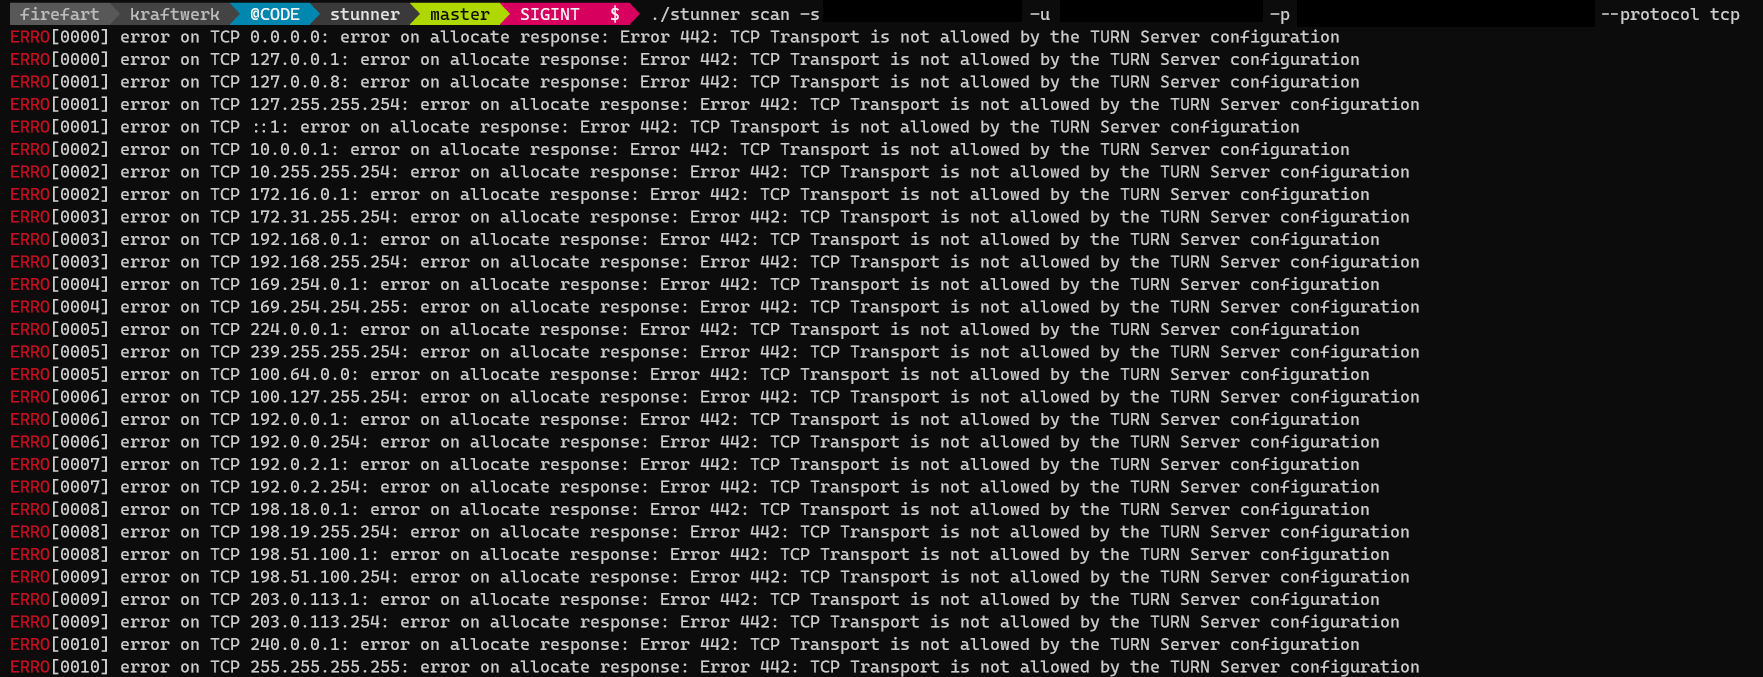 firefart kraftwerk @CODE stunner master SIGINT $ ./stunner scan -s -u -p --protocol tcp
ERRO[0000] error on TCP 0.0.0.0: error on allocate response: Error 442: TCP Transport is not allowed by the TURN Server configuration
ERRO[0000] error on TCP 127.0.0.1: error on allocate response: Error 442: TCP Transport is not allowed by the TURN Server configuration
ERRO[0001] error on TCP 127.0.0.8: error on allocate response: Error 442: TCP Transport is not allowed by the TURN Server configuration
ERRO[0001] error on TCP 127.255.255.254: error on allocate response: Error 442: TCP Transport is not allowed by the TURN Server configuration
ERRO[0001] error on TCP ::1: error on allocate response: Error 442: TCP Transport is not allowed by the TURN Server configuration
ERRO[0002] error on TCP 10.0.0.1: error on allocate response: Error 442: TCP Transport is not allowed by the TURN Server configuration
ERRO[0002] error on TCP 10.255.255.254: error on allocate response: Error 442: TCP Transport is not allowed by the TURN Server configuration
ERRO[0002] error on TCP 172.16.0.1: error on allocate response: Error 442: TCP Transport is not allowed by the TURN Server configuration
ERRO[0003] error on TCP 172.31.255.254: error on allocate response: Error 442: TCP Transport is not allowed by the TURN Server configuration
ERRO[0003] error on TCP 192.168.0.1: error on allocate response: Error 442: TCP Transport is not allowed by the TURN Server configuration
ERRO[0003] error on TCP 192.168.255.254: error on allocate response: Error 442: TCP Transport is not allowed by the TURN Server configuration
ERRO[0004] error on TCP 169.254.0.1: error on allocate response: Error 442: TCP Transport is not allowed by the TURN Server configuration
ERRO[0004] error on TCP 169.254.254.255: error on allocate response: Error 442: TCP Transport is not allowed by the TURN Server configuration
ERRO[0005] error on TCP 224.0.0.1: error on allocate response: Error 442: TCP Transport is not allowed by the TURN Server configuration
ERRO[0005] error on TCP 239.255.255.254: error on allocate response: Error 442: TCP Transport is not allowed by the TURN Server configuration
ERRO[0005] error on TCP 100.64.0.0: error on allocate response: Error 442: TCP Transport is not allowed by the TURN Server configuration
ERRO[0006] error on TCP 100.127.255.254: error on allocate response: Error 442: TCP Transport is not allowed by the TURN Server configuration
ERRO[0006] error on TCP 192.0.0.1: error on allocate response: Error 442: TCP Transport is not allowed by the TURN Server configuration
ERRO[0006] error on TCP 192.0.0.254: error on allocate response: Error 442: TCP Transport is not allowed by the TURN Server configuration
ERRO[0007] error on TCP 192.0.2.1: error on allocate response: Error 442: TCP Transport is not allowed by the TURN Server configuration
ERRO[0007] error on TCP 192.0.2.254: error on allocate response: Error 442: TCP Transport is not allowed by the TURN Server configuration
ERRO[0008] error on TCP 198.18.0.1: error on allocate response: Error 442: TCP Transport is not allowed by the TURN Server configuration
ERRO[0008] error on TCP 198.19.255.254: error on allocate response: Error 442: TCP Transport is not allowed by the TURN Server configuration
ERRO[0008] error on TCP 198.51.100.1: error on allocate response: Error 442: TCP Transport is not allowed by the TURN Server configuration
ERRO[0009] error on TCP 198.51.100.254: error on allocate response: Error 442: TCP Transport is not allowed by the TURN Server configuration
ERRO[0009] error on TCP 203.0.113.1: error on allocate response: Error 442: TCP Transport is not allowed by the TURN Server configuration
ERRO[0009] error on TCP 203.0.113.254: error on allocate response: Error 442: TCP Transport is not allowed by the TURN Server configuration
ERRO[0010] error on TCP 240.0.0.1: error on allocate response: Error 442: TCP Transport is not allowed by the TURN Server configuration
ERRO[0010] error on TCP 255.255.255.255: error on allocate response: Error 442: TCP Transport is not allowed by the TURN Server configuration